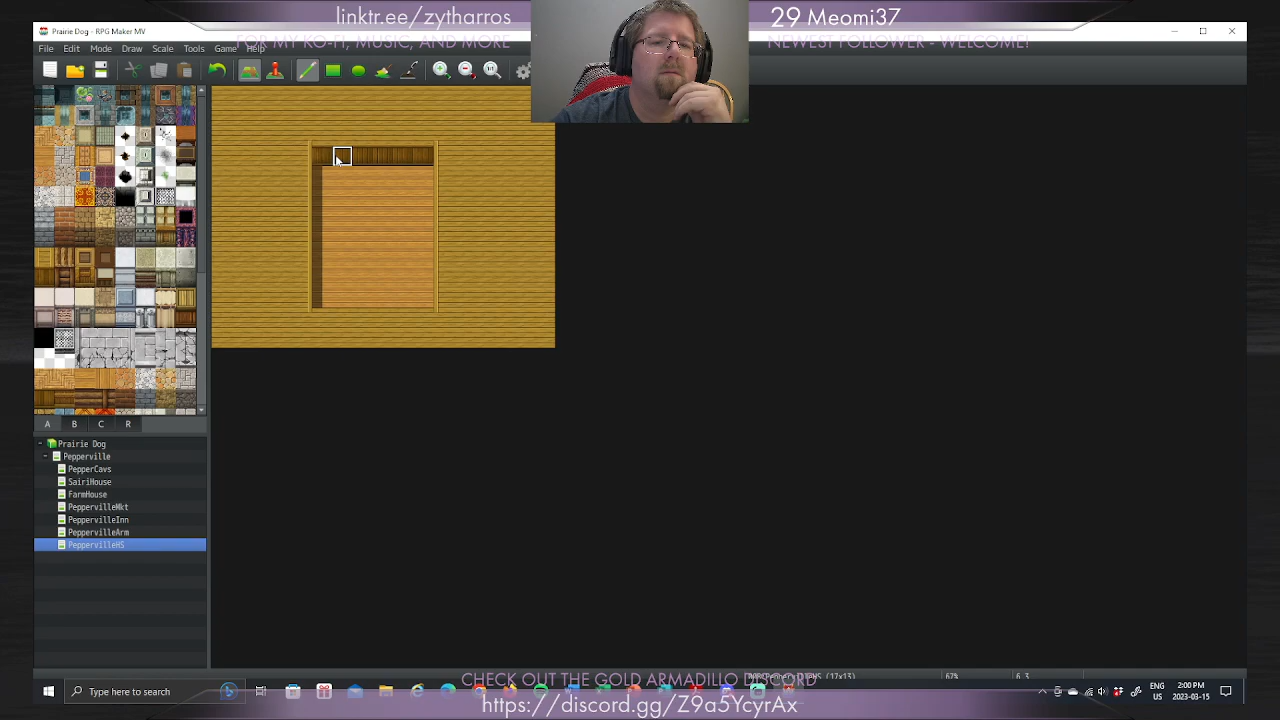 linktr.ee/zytharros
29 Meomi37
Prairie Dog - RPG Maker MV
FOR MY KO-FI, MUSIC, AND MORE
NEWEST FOLLOWER - WELCOME!
File Edit Mode Draw Scale Tools Game Help
A B C R
Prairie Dog
Pepperville
PepperCavs
SairiHouse
FarmHouse
PeppervilleMkt
PeppervilleInn
PeppervilleArm
PeppervilleHS
CHECK OUT THE GOLD ARMADILLO DISCORD
67%
6,3
Type here to search
ENG
US
2:00 PM
2023-03-15
https://discord.gg/Z9a5YcyrAx